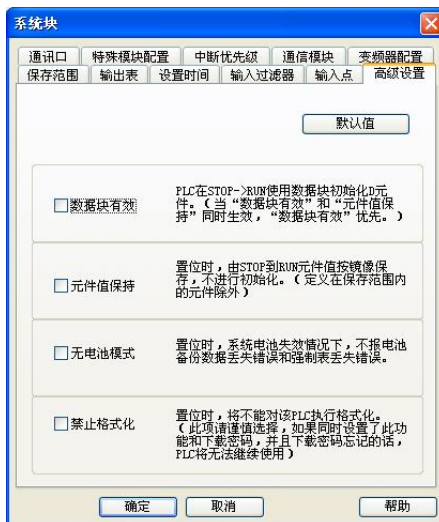 系统块
通讯口 特殊模块配置 中断优先级 通信模块 变频器配置
保存范围 输出表 设置时间 输入过滤器 输入点 高级设置
默认值
数据块有效
PLC在STOP->RUN使用数据块初始化D元
件。(当“数据块有效”和“元件值保
持”同时生效，“数据块有效”优先。)
元件值保持
置位时，由STOP到RUN元件值按镜像保
存，不进行初始化。(定义在保存范围内
的元件除外)
无电池模式
置位时，系统电池失效情况下，不报电池
备份数据丢失错误和强制表丢失错误。
禁止格式化
置位时，将不能对该PLC执行格式化。
(此项请谨值选择，如果同时设置了此功
能和下载密码，并且下载密码忘记的话，
PLC将无法继续使用)
确定 取消 帮助